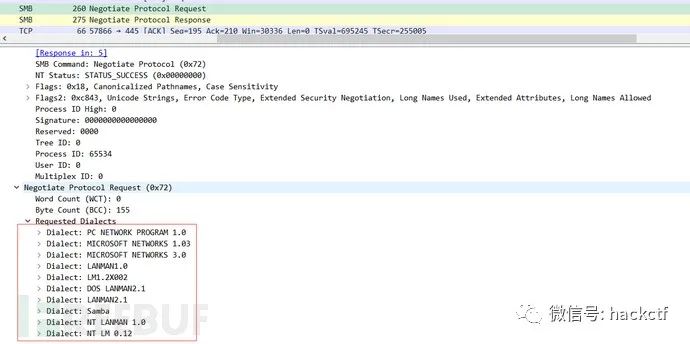 SMB 260 Negotiate Protocol Request
SMB 275 Negotiate Protocol Response
TCP 66 57866 → 445 [ACK] Seq=195 Ack=210 Win=30336 Len=0 TSval=695245 TSecr=255005
[Response in: 5]
SMB Command: Negotiate Protocol (0x72)
NT Status: STATUS_SUCCESS (0x00000000)
Flags: 0x18, Canonicalized Pathnames, Case Sensitivity
Flags2: 0xc843, Unicode Strings, Error Code Type, Extended Security Negotiation, Long Names Used, Extended Attributes, Long Names Allowed
Process ID High: 0
Signature: 0000000000000000
Reserved: 0000
Tree ID: 0
Process ID: 65534
User ID: 0
Multiplex ID: 0
Negotiate Protocol Request (0x72)
Word Count (WCT): 0
Byte Count (BCC): 155
Requested Dialects
Dialect: PC NETWORK PROGRAM 1.0
Dialect: MICROSOFT NETWORKS 1.03
Dialect: MICROSOFT NETWORKS 3.0
Dialect: LANMAN1.0
Dialect: LM1.2X002
Dialect: DOS LANMAN2.1
Dialect: LANMAN2.1
Dialect: Samba
Dialect: NT LANMAN 1.0
Dialect: NT LM 0.12
微信号: hackctf